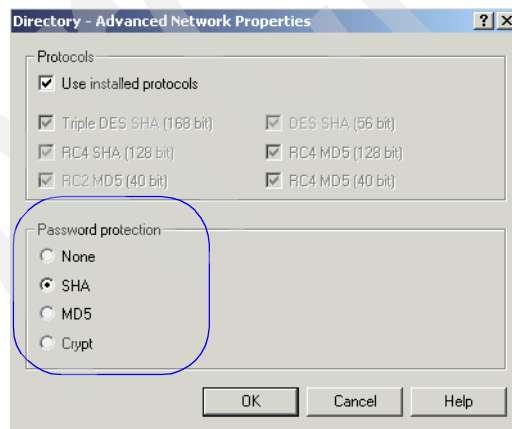 Directory - Advanced Network Properties
Protocols
Use installed protocols
Triple DES SHA (168 bit) DES SHA (56 bit)
RC4 SHA (128 bit) RC4 MD5 (128 bit)
RC2 MD5 (40 bit) RC4 MD5 (40 bit)
Password protection
None
SHA
MD5
Crypt
OK Cancel Help